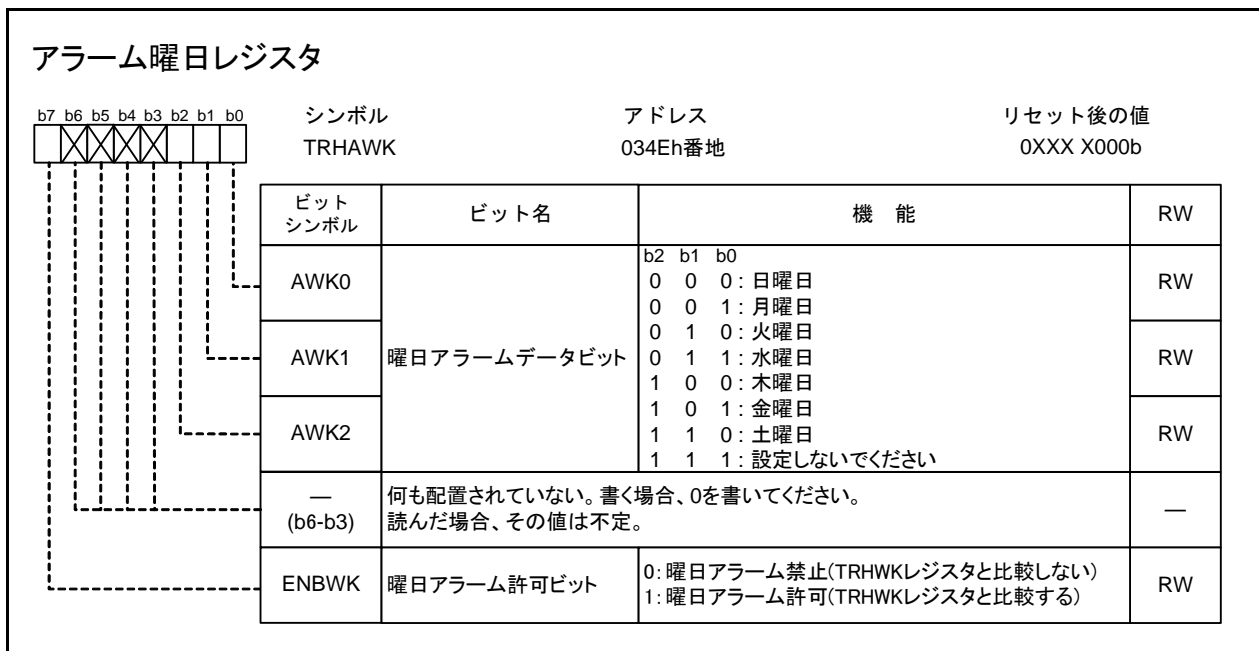 アラーム曜日レジスタ
b7 b6 b5 b4 b3 b2 b1 b0
シンボル アドレス リセット後の値
TRHAWK 034Eh番地 0XXX X000b
ビット
シンボル
ビット名 機 能 RW
b2 b1 b0
AWK0
0 0 0 : 日曜日
RW
0 0 1 : 月曜日
0 1 0 : 火曜日
AWK1 曜日アラームデータビット 0 1 1 : 水曜日 RW
1 0 0 : 木曜日
1 0 1 : 金曜日
AWK2 1 1 0 : 土曜日 RW
1 1 1 : 設定しないでください
—
(b6-b3)
何も配置されていない。書く場合、0を書いてください。
読んだ場合、その値は不定。
—
ENBWK 曜日アラーム許可ビット
0:曜日アラーム禁止(TRHWKレジスタと比較しない)
1:曜日アラーム許可(TRHWKレジスタと比較する)
RW